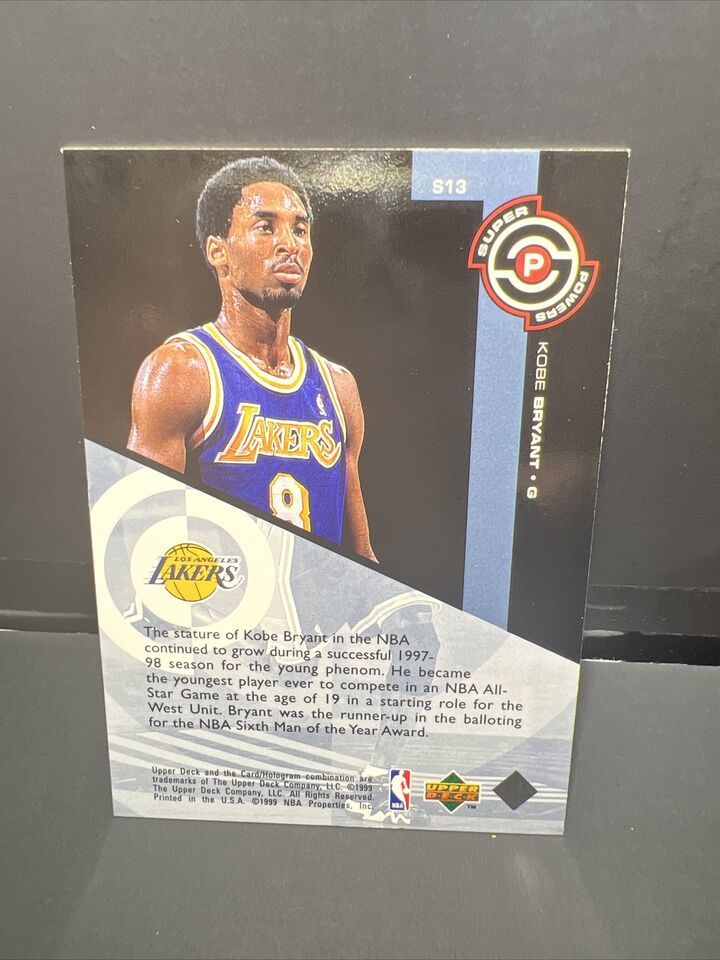 S13
SUPER
P
POWERS
KOBE BRYANT • G
LAKERS
8
LOS ANGELES
LAKERS
The stature of Kobe Bryant in the NBA
continued to grow during a successful 1997-
98 season for the young phenom. He became
the youngest player ever to compete in an NBA All-
Star Game at the age of 19 in a starting role for the
West Unit. Bryant was the runner-up in the balloting
for the NBA Sixth Man of the Year Award.
Upper Deck and the Card/Hologram combination are
trademarks of The Upper Deck Company, LLC. ©1999
The Upper Deck Company, LLC. All Rights Reserved.
Printed in the U.S.A. ©1999 NBA Properties, Inc.
NBA
UPPER
DECK
TM